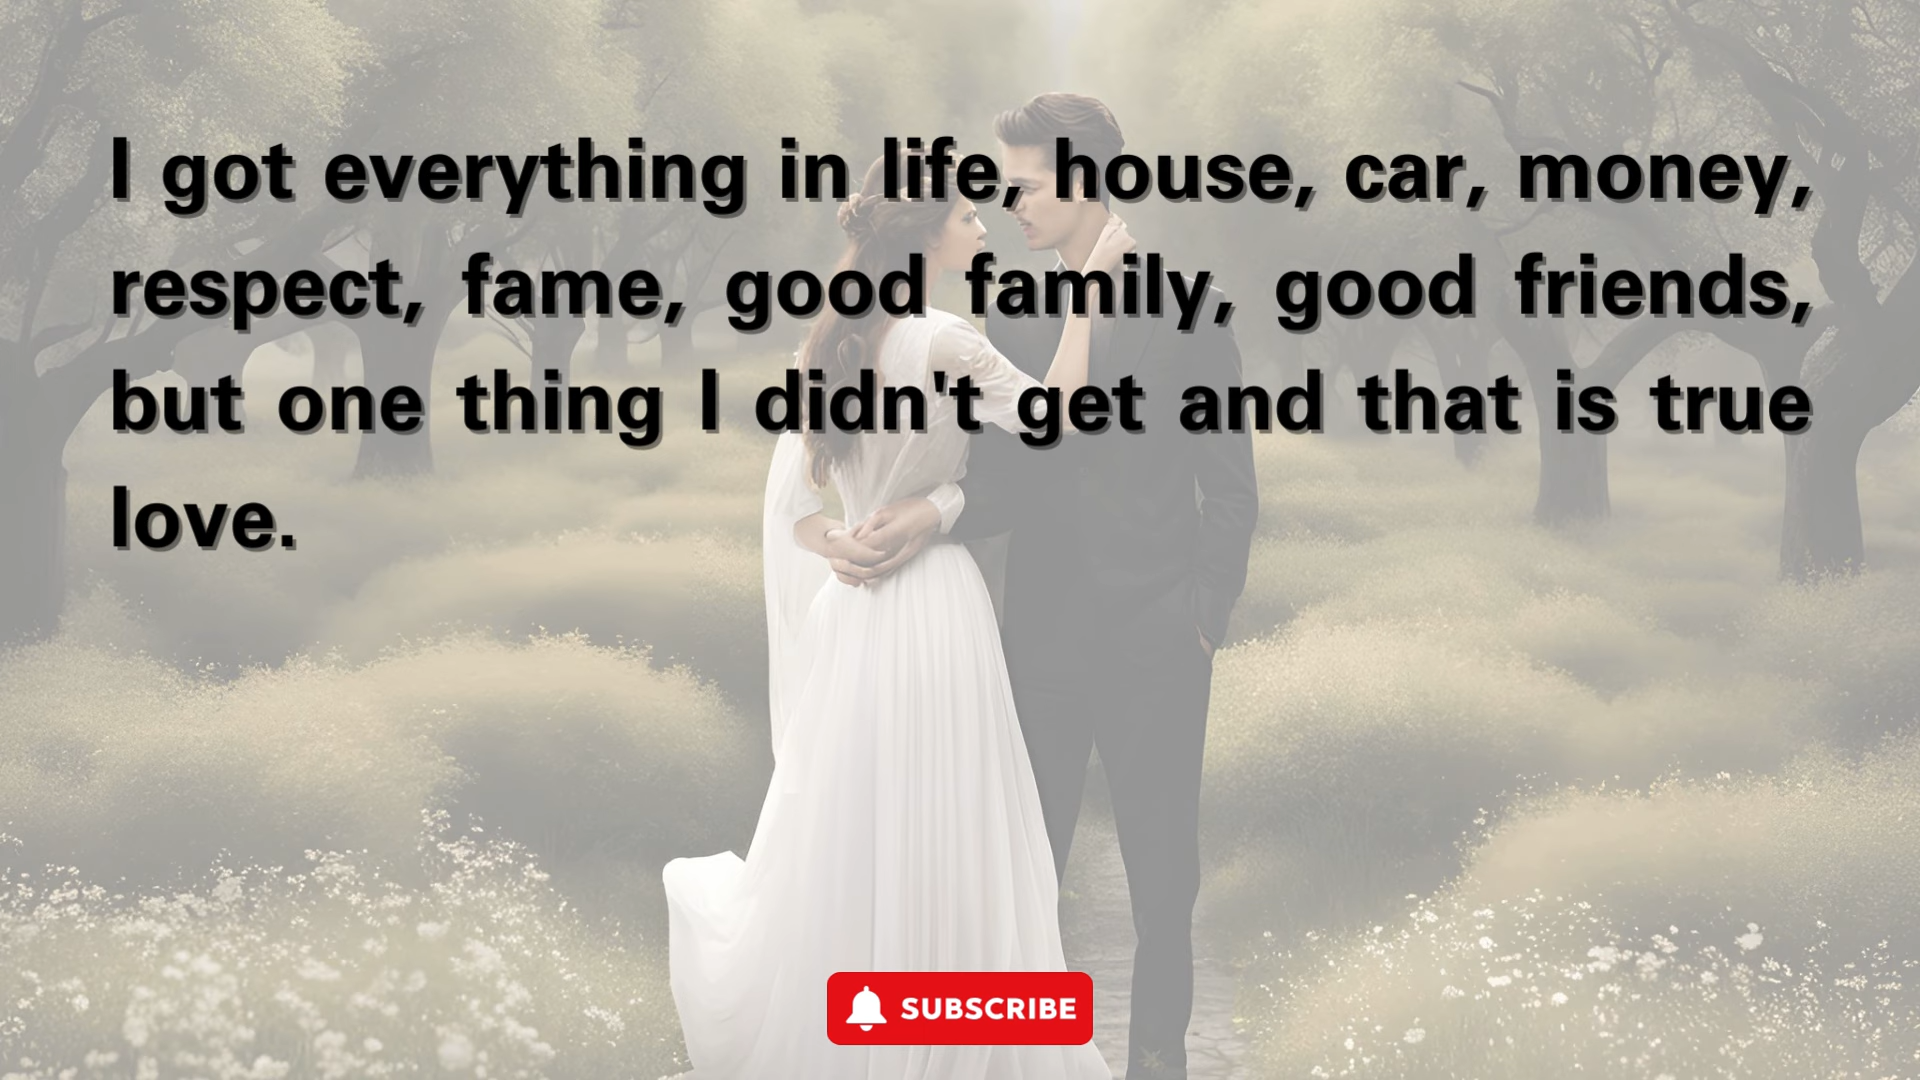 I got everything in life, house, car, money,
respect, fame, good family, good friends,
but one thing I didn't get and that is true
love.
SUBSCRIBE